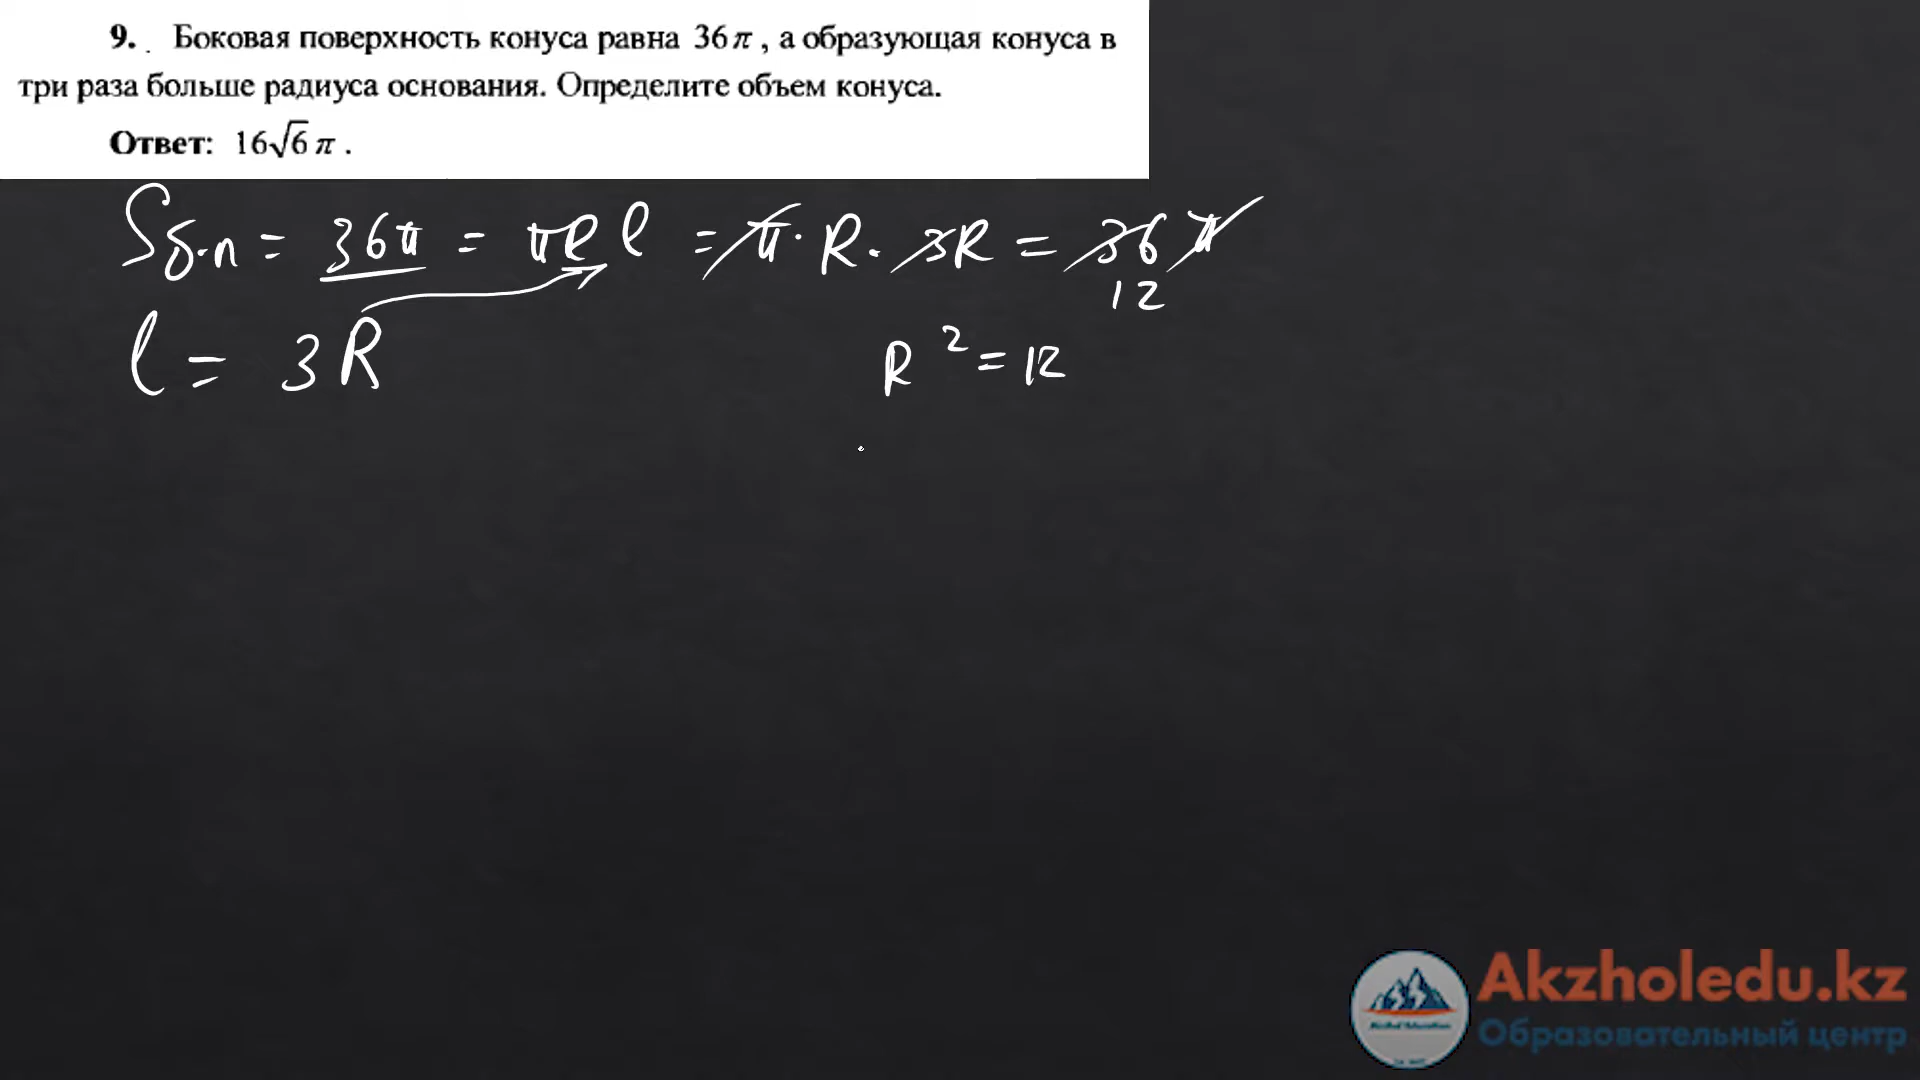 9. Боковая поверхность конуса равна 36π, а образующая конуса в
три раза больше радиуса основания. Определите объем конуса.
Ответ: 16√6 π.
Sб.п = 36π = πRl = π · R · 3R = 36π
12
l = 3R
R² = 12
Akzholedu.kz
Образовательный центр